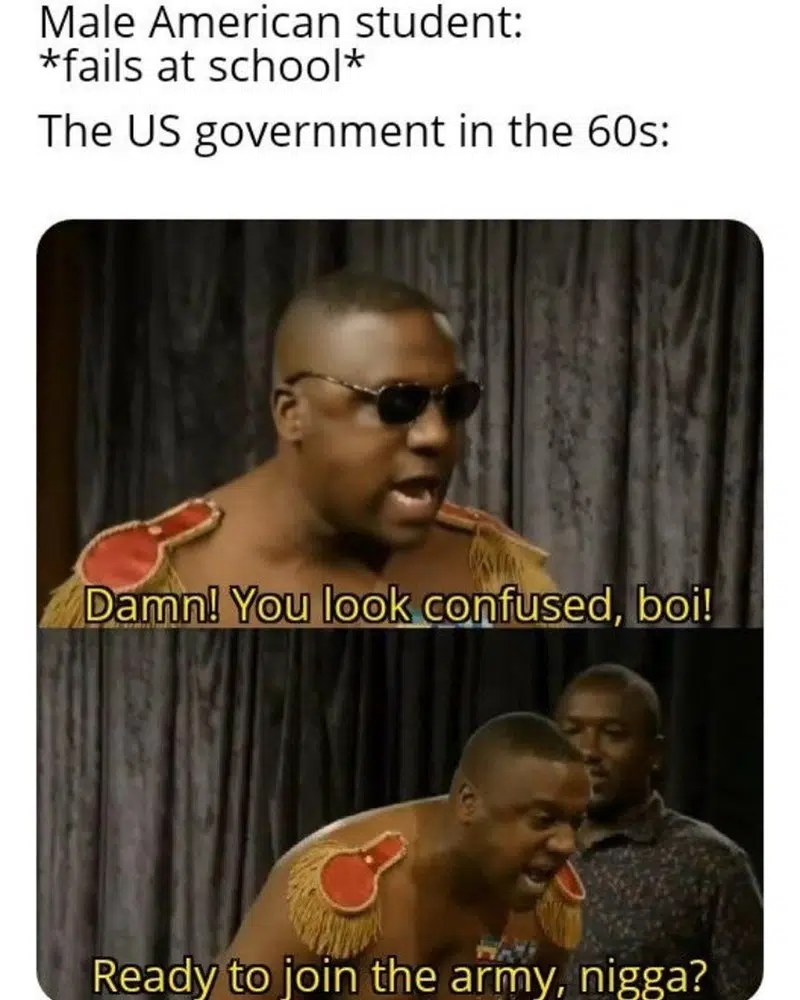 Male American student:
*fails at school*
The US government in the 60s:
Damn! You look confused, boi!
Ready to join the army, nigga?